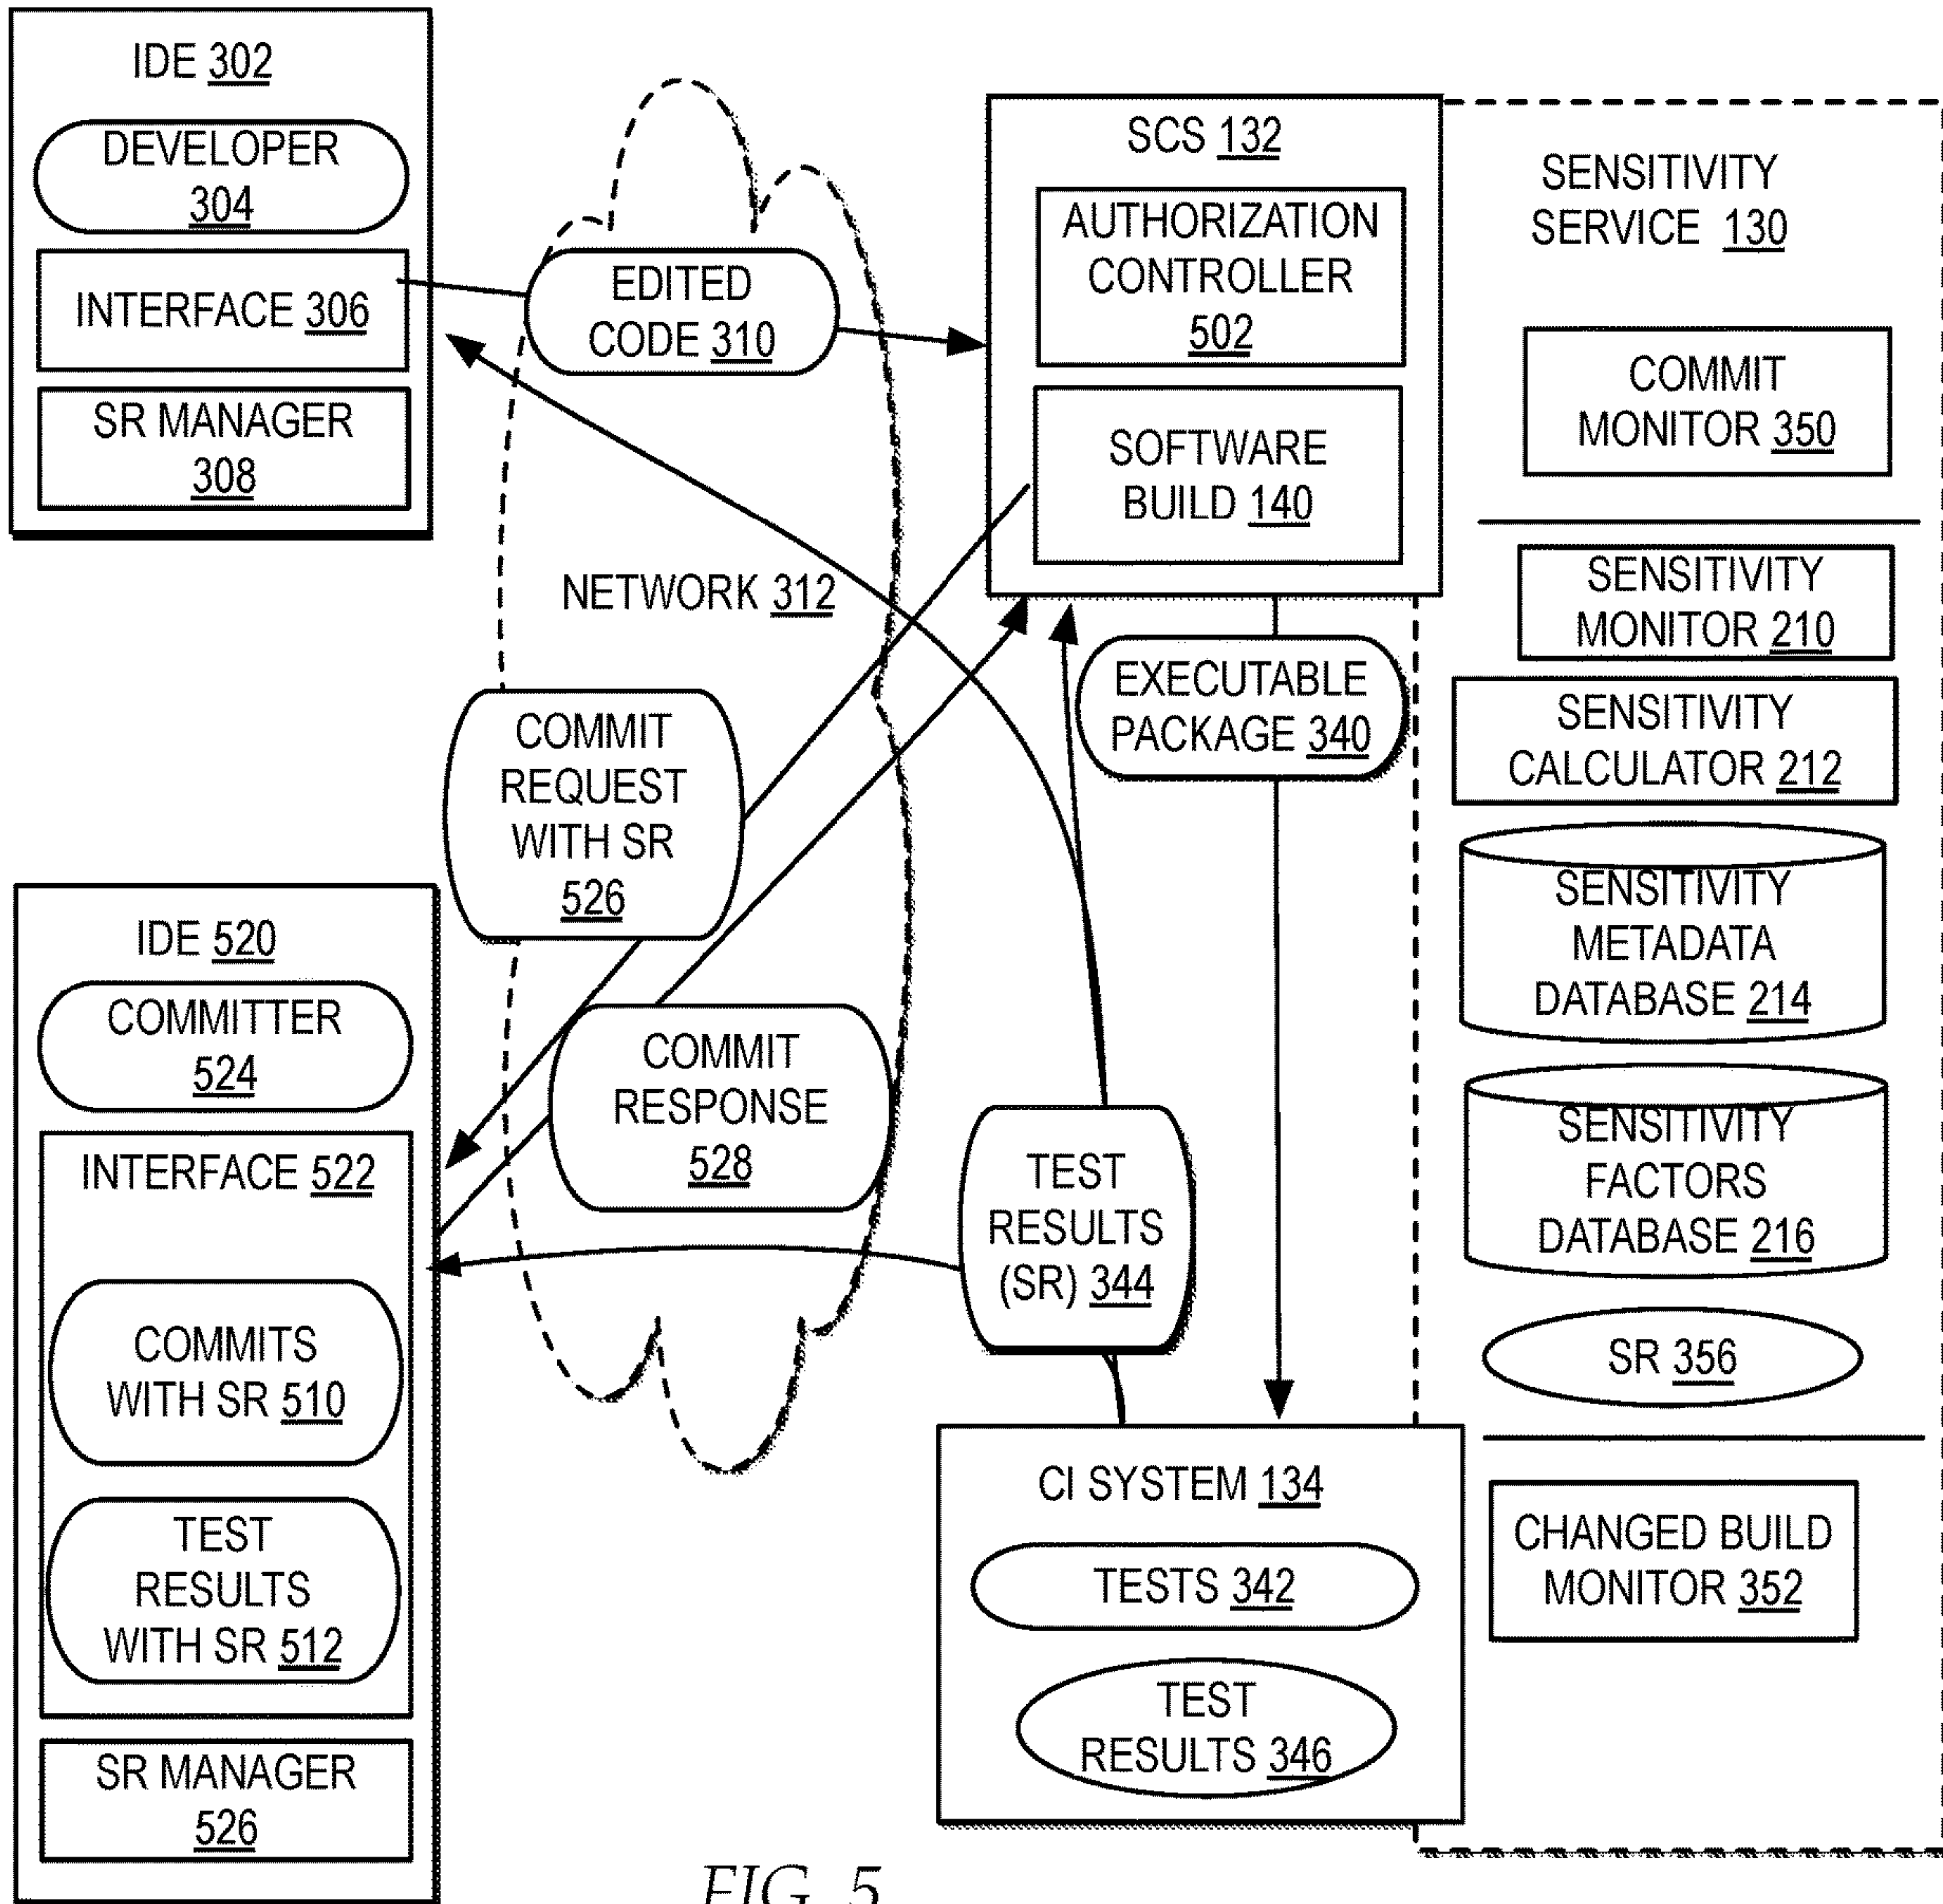 IDE 302
DEVELOPER
304
INTERFACE 306
SR MANAGER
308
EDITED
CODE 310
NETWORK 312
SCS 132
AUTHORIZATION
CONTROLLER
502
SOFTWARE
BUILD 140
SENSITIVITY
SERVICE 130
COMMIT
MONITOR 350
SENSITIVITY
MONITOR 210
SENSITIVITY
CALCULATOR 212
SENSITIVITY
METADATA
DATABASE 214
SENSITIVITY
FACTORS
DATABASE 216
SR 356
CHANGED BUILD
MONITOR 352
EXECUTABLE
PACKAGE 340
COMMIT
REQUEST
WITH SR
526
COMMIT
RESPONSE
528
TEST
RESULTS
(SR) 344
IDE 520
COMMITTER
524
INTERFACE 522
COMMITS
WITH SR 510
TEST
RESULTS
WITH SR 512
SR MANAGER
526
CI SYSTEM 134
TESTS 342
TEST
RESULTS 346
FIG. 5